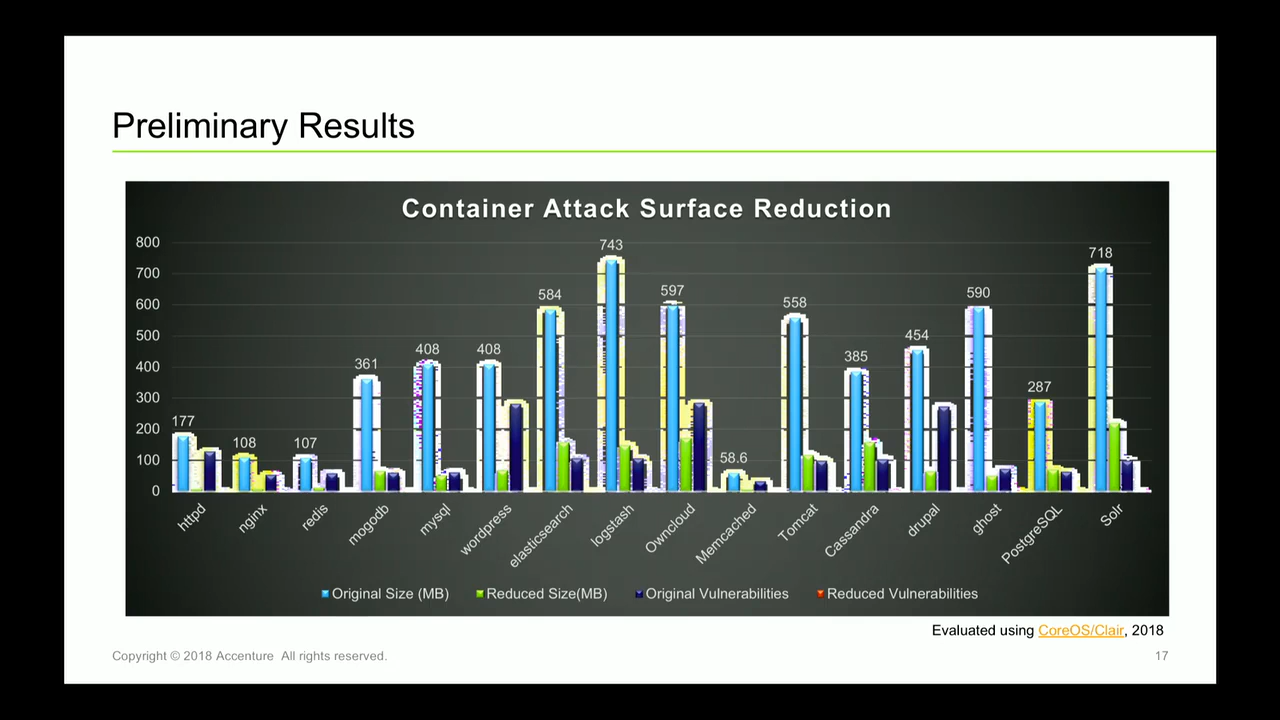 Preliminary Results
Container Attack Surface Reduction
800
700
600
500
400
300
200
100
0
177
108
107
361
408
408
584
743
597
58.6
558
385
454
590
287
718
httpd
nginx
redis
mogodb
mysql
wordpress
elasticsearch
logstash
Owncloud
Memcached
Tomcat
Cassandra
drupal
ghost
PostgreSQL
Solr
Original Size (MB) Reduced Size(MB) Original Vulnerabilities Reduced Vulnerabilities
Evaluated using CoreOS/Clair, 2018
Copyright © 2018 Accenture All rights reserved. 17